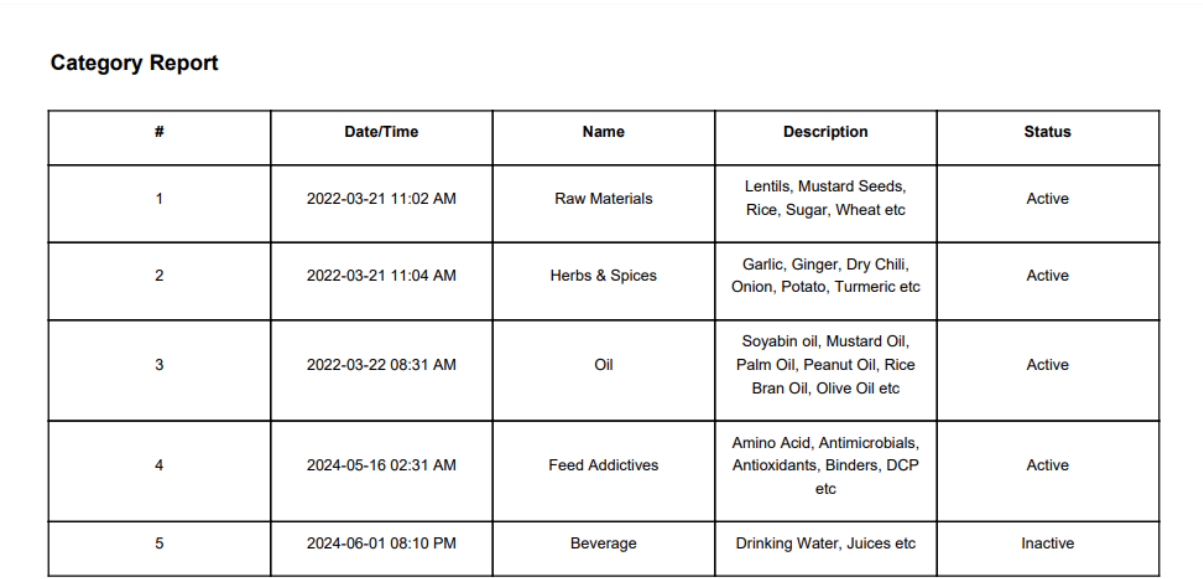 Category Report
# Date/Time Name Description Status
1 2022-03-21 11:02 AM Raw Materials Lentils, Mustard Seeds,
Rice, Sugar, Wheat etc Active
2 2022-03-21 11:04 AM Herbs & Spices Garlic, Ginger, Dry Chili,
Onion, Potato, Turmeric etc Active
3 2022-03-22 08:31 AM Oil Soyabin oil, Mustard Oil,
Palm Oil, Peanut Oil, Rice
Bran Oil, Olive Oil etc Active
4 2024-05-16 02:31 AM Feed Addictives Amino Acid, Antimicrobials,
Antioxidants, Binders, DCP
etc Active
5 2024-06-01 08:10 PM Beverage Drinking Water, Juices etc Inactive